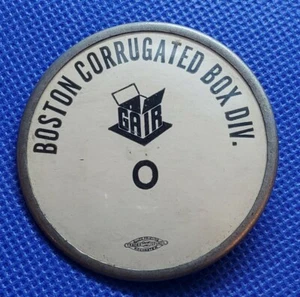 BOSTON CORRUGATED BOX DIV.
GAIR
O